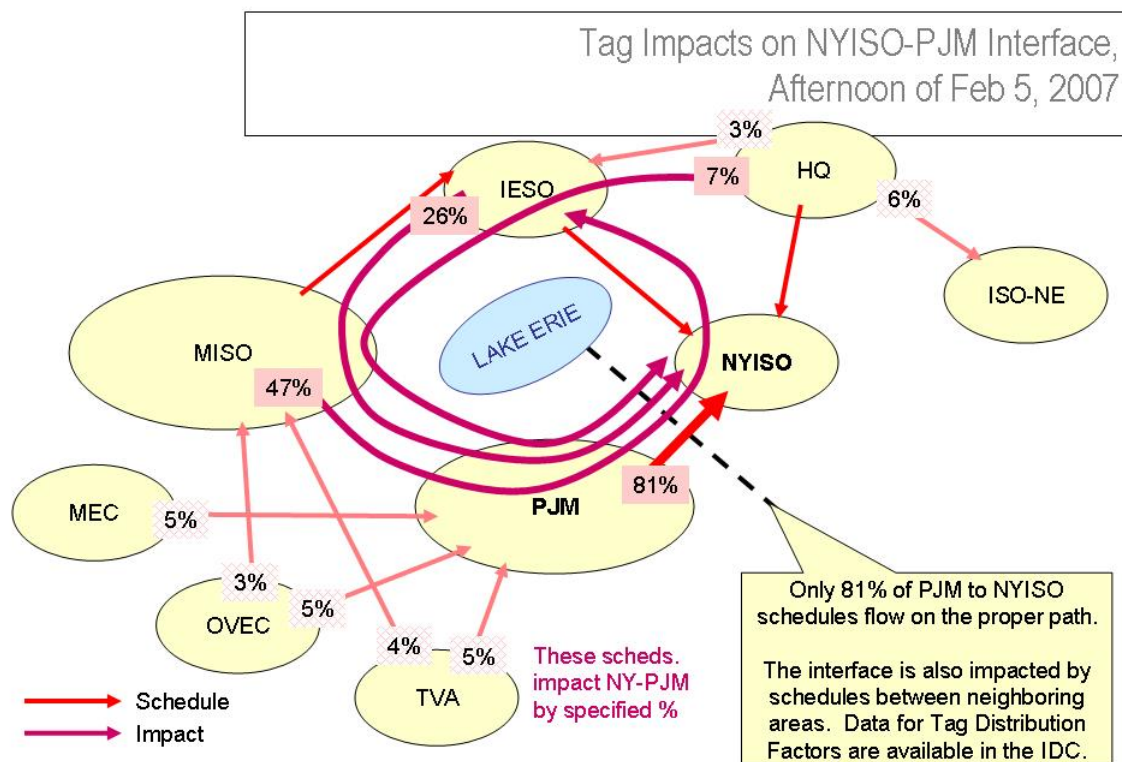 Tag Impacts on NYISO-PJM Interface,
Afternoon of Feb 5, 2007
3%
IESO
7%
HQ
26%
6%
ISO-NE
LAKE ERIE
MISO
NYISO
47%
81%
PJM
MEC
5%
3%
5%
OVEC
4%
5%
TVA
These scheds.
impact NY-PJM
by specified %
Only 81% of PJM to NYISO
schedules flow on the proper path.
The interface is also impacted by
schedules between neighboring
areas. Data for Tag Distribution
Factors are available in the IDC.
Schedule
Impact